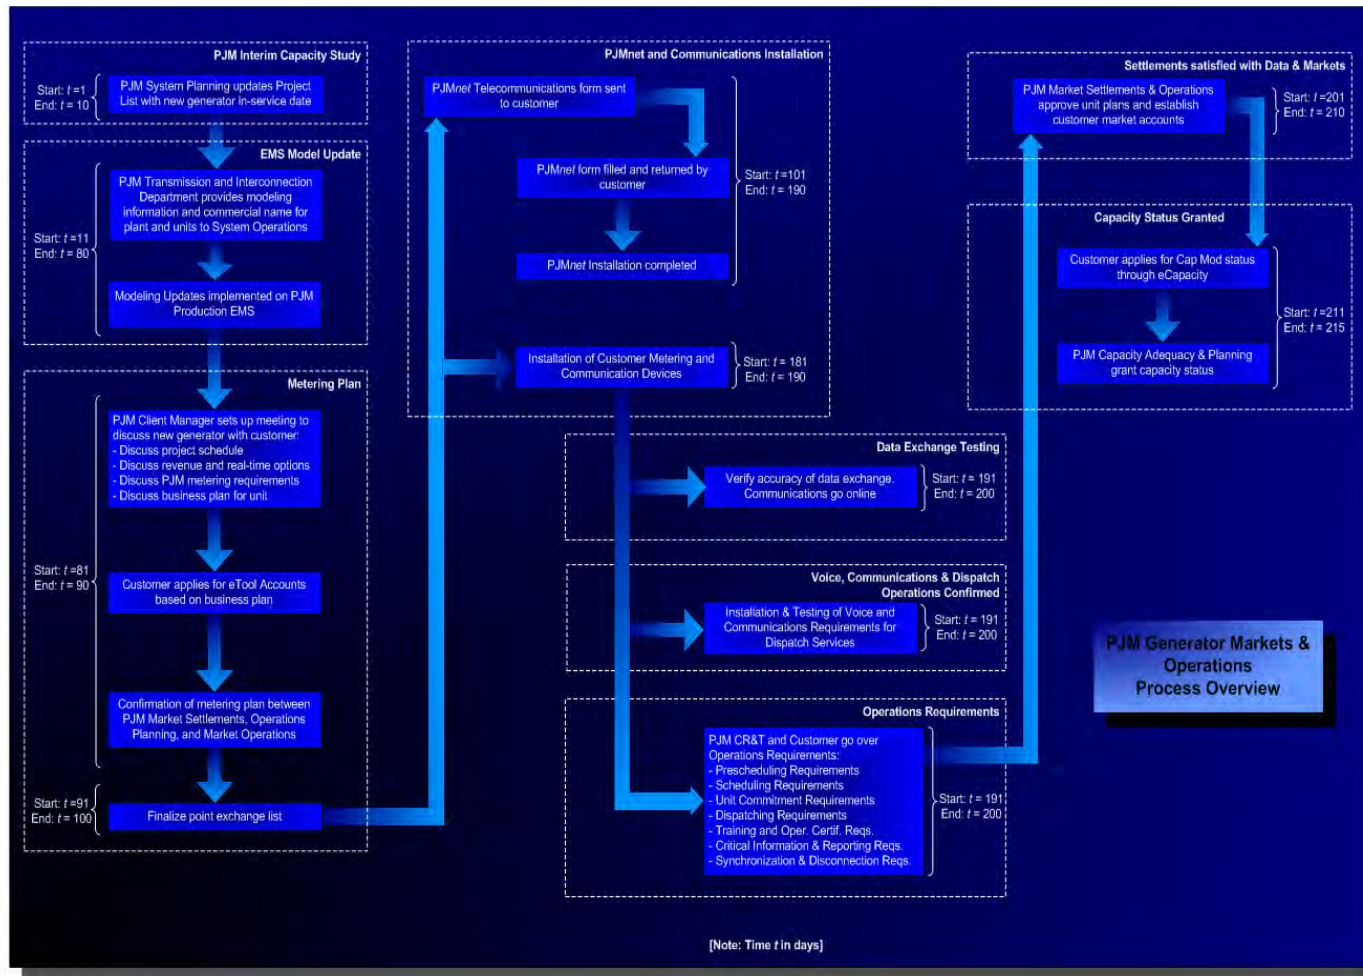 PJM Interim Capacity Study
Start: t =1
End: t = 10
PJM System Planning updates Project
List with new generator in-service date
EMS Model Update
PJM Transmission and Interconnection
Department provides modeling
information and commercial name for
plant and units to System Operations
Start: t =11
End: t = 80
Modeling Updates implemented on PJM
Production EMS
Metering Plan
PJM Client Manager sets up meeting to
discuss new generator with customer:
- Discuss project schedule
- Discuss revenue and real-time options
- Discuss PJM metering requirements
- Discuss business plan for unit
Start: t =81
End: t = 90
Customer applies for eTool Accounts
based on business plan
Confirmation of metering plan between
PJM Market Settlements, Operations
Planning, and Market Operations
Start: t =91
End: t = 100
Finalize point exchange list
PJMnet and Communications Installation
PJMnet Telecommunications form sent
to customer
PJMnet form filled and returned by
customer
Start: t =101
End: t = 190
PJMnet Installation completed
Installation of Customer Metering and
Communication Devices
Start: t = 181
End: t = 190
Data Exchange Testing
Verify accuracy of data exchange.
Communications go online
Start: t = 191
End: t = 200
Voice, Communications & Dispatch
Operations Confirmed
Installation & Testing of Voice and
Communications Requirements for
Dispatch Services
Start: t = 191
End: t = 200
Operations Requirements
PJM CR&T and Customer go over
Operations Requirements:
- Prescheduling Requirements
- Scheduling Requirements
- Unit Commitment Requirements
- Dispatching Requirements
- Training and Oper. Certif. Reqs.
- Critical Information & Reporting Reqs.
- Synchronization & Disconnection Reqs.
Start: t = 191
End: t = 200
Settlements satisfied with Data & Markets
PJM Market Settlements & Operations
approve unit plans and establish
customer market accounts
Start: t =201
End: t = 210
Capacity Status Granted
Customer applies for Cap Mod status
through eCapacity
Start: t =211
End: t = 215
PJM Capacity Adequacy & Planning
grant capacity status
PJM Generator Markets &
Operations
Process Overview
[Note: Time t in days]